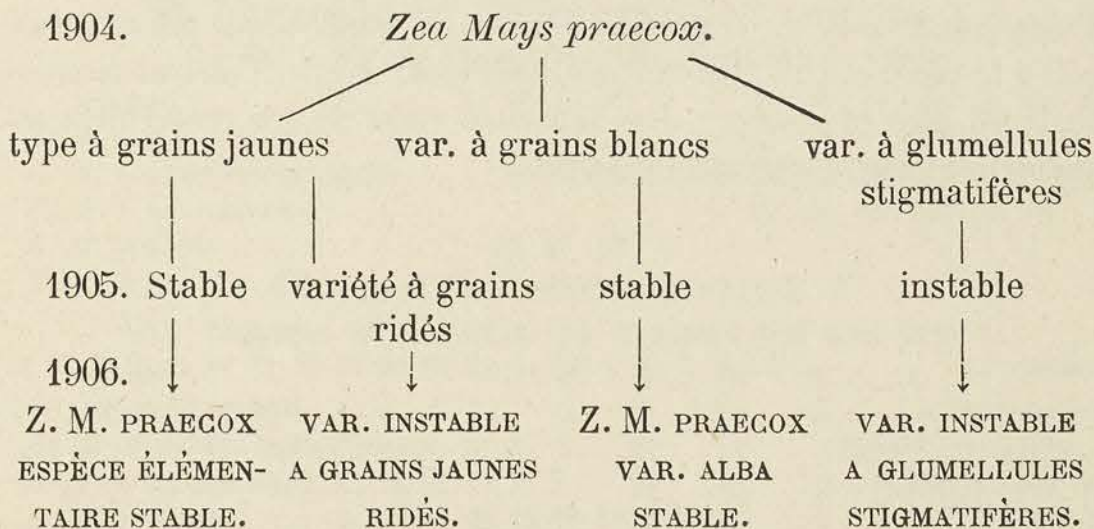 1904. Zea Mays praecox.
type à grains jaunes var. à grains blancs var. à glumellules
stigmatifères
1905. Stable variété à grains stable instable
ridés
1906.
Z. M. PRAECOX VAR. INSTABLE Z. M. PRAECOX VAR. INSTABLE
ESPÈCE ÉLÉMEN- A GRAINS JAUNES VAR. ALBA A GLUMELLULES
TAIRE STABLE. RIDÉS. STABLE. STIGMATIFÈRES.